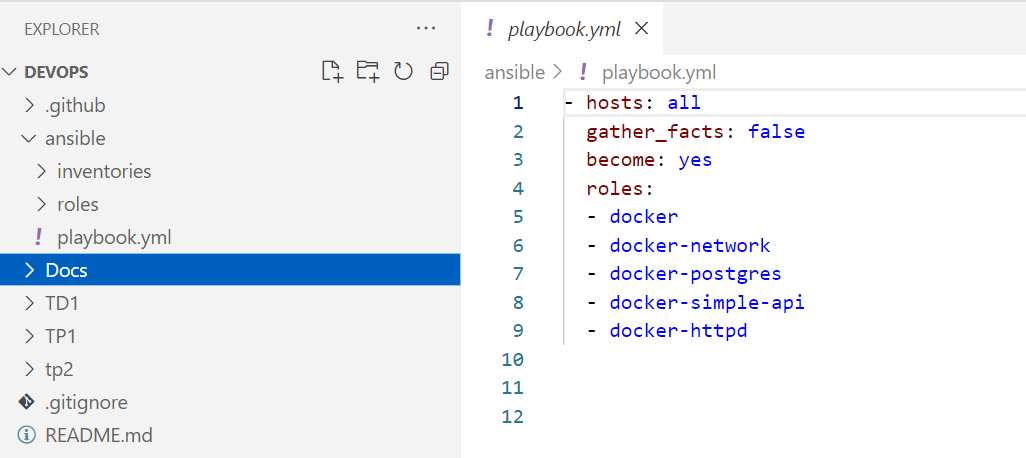 EXPLORER
DEVOPS
.github
ansible
inventories
roles
playbook.yml
Docs
TD1
TP1
tp2
.gitignore
README.md
playbook.yml
ansible > playbook.yml
1 - hosts: all
2 gather_facts: false
3 become: yes
4 roles:
5 - docker
6 - docker-network
7 - docker-postgres
8 - docker-simple-api
9 - docker-httpd
10
11
12